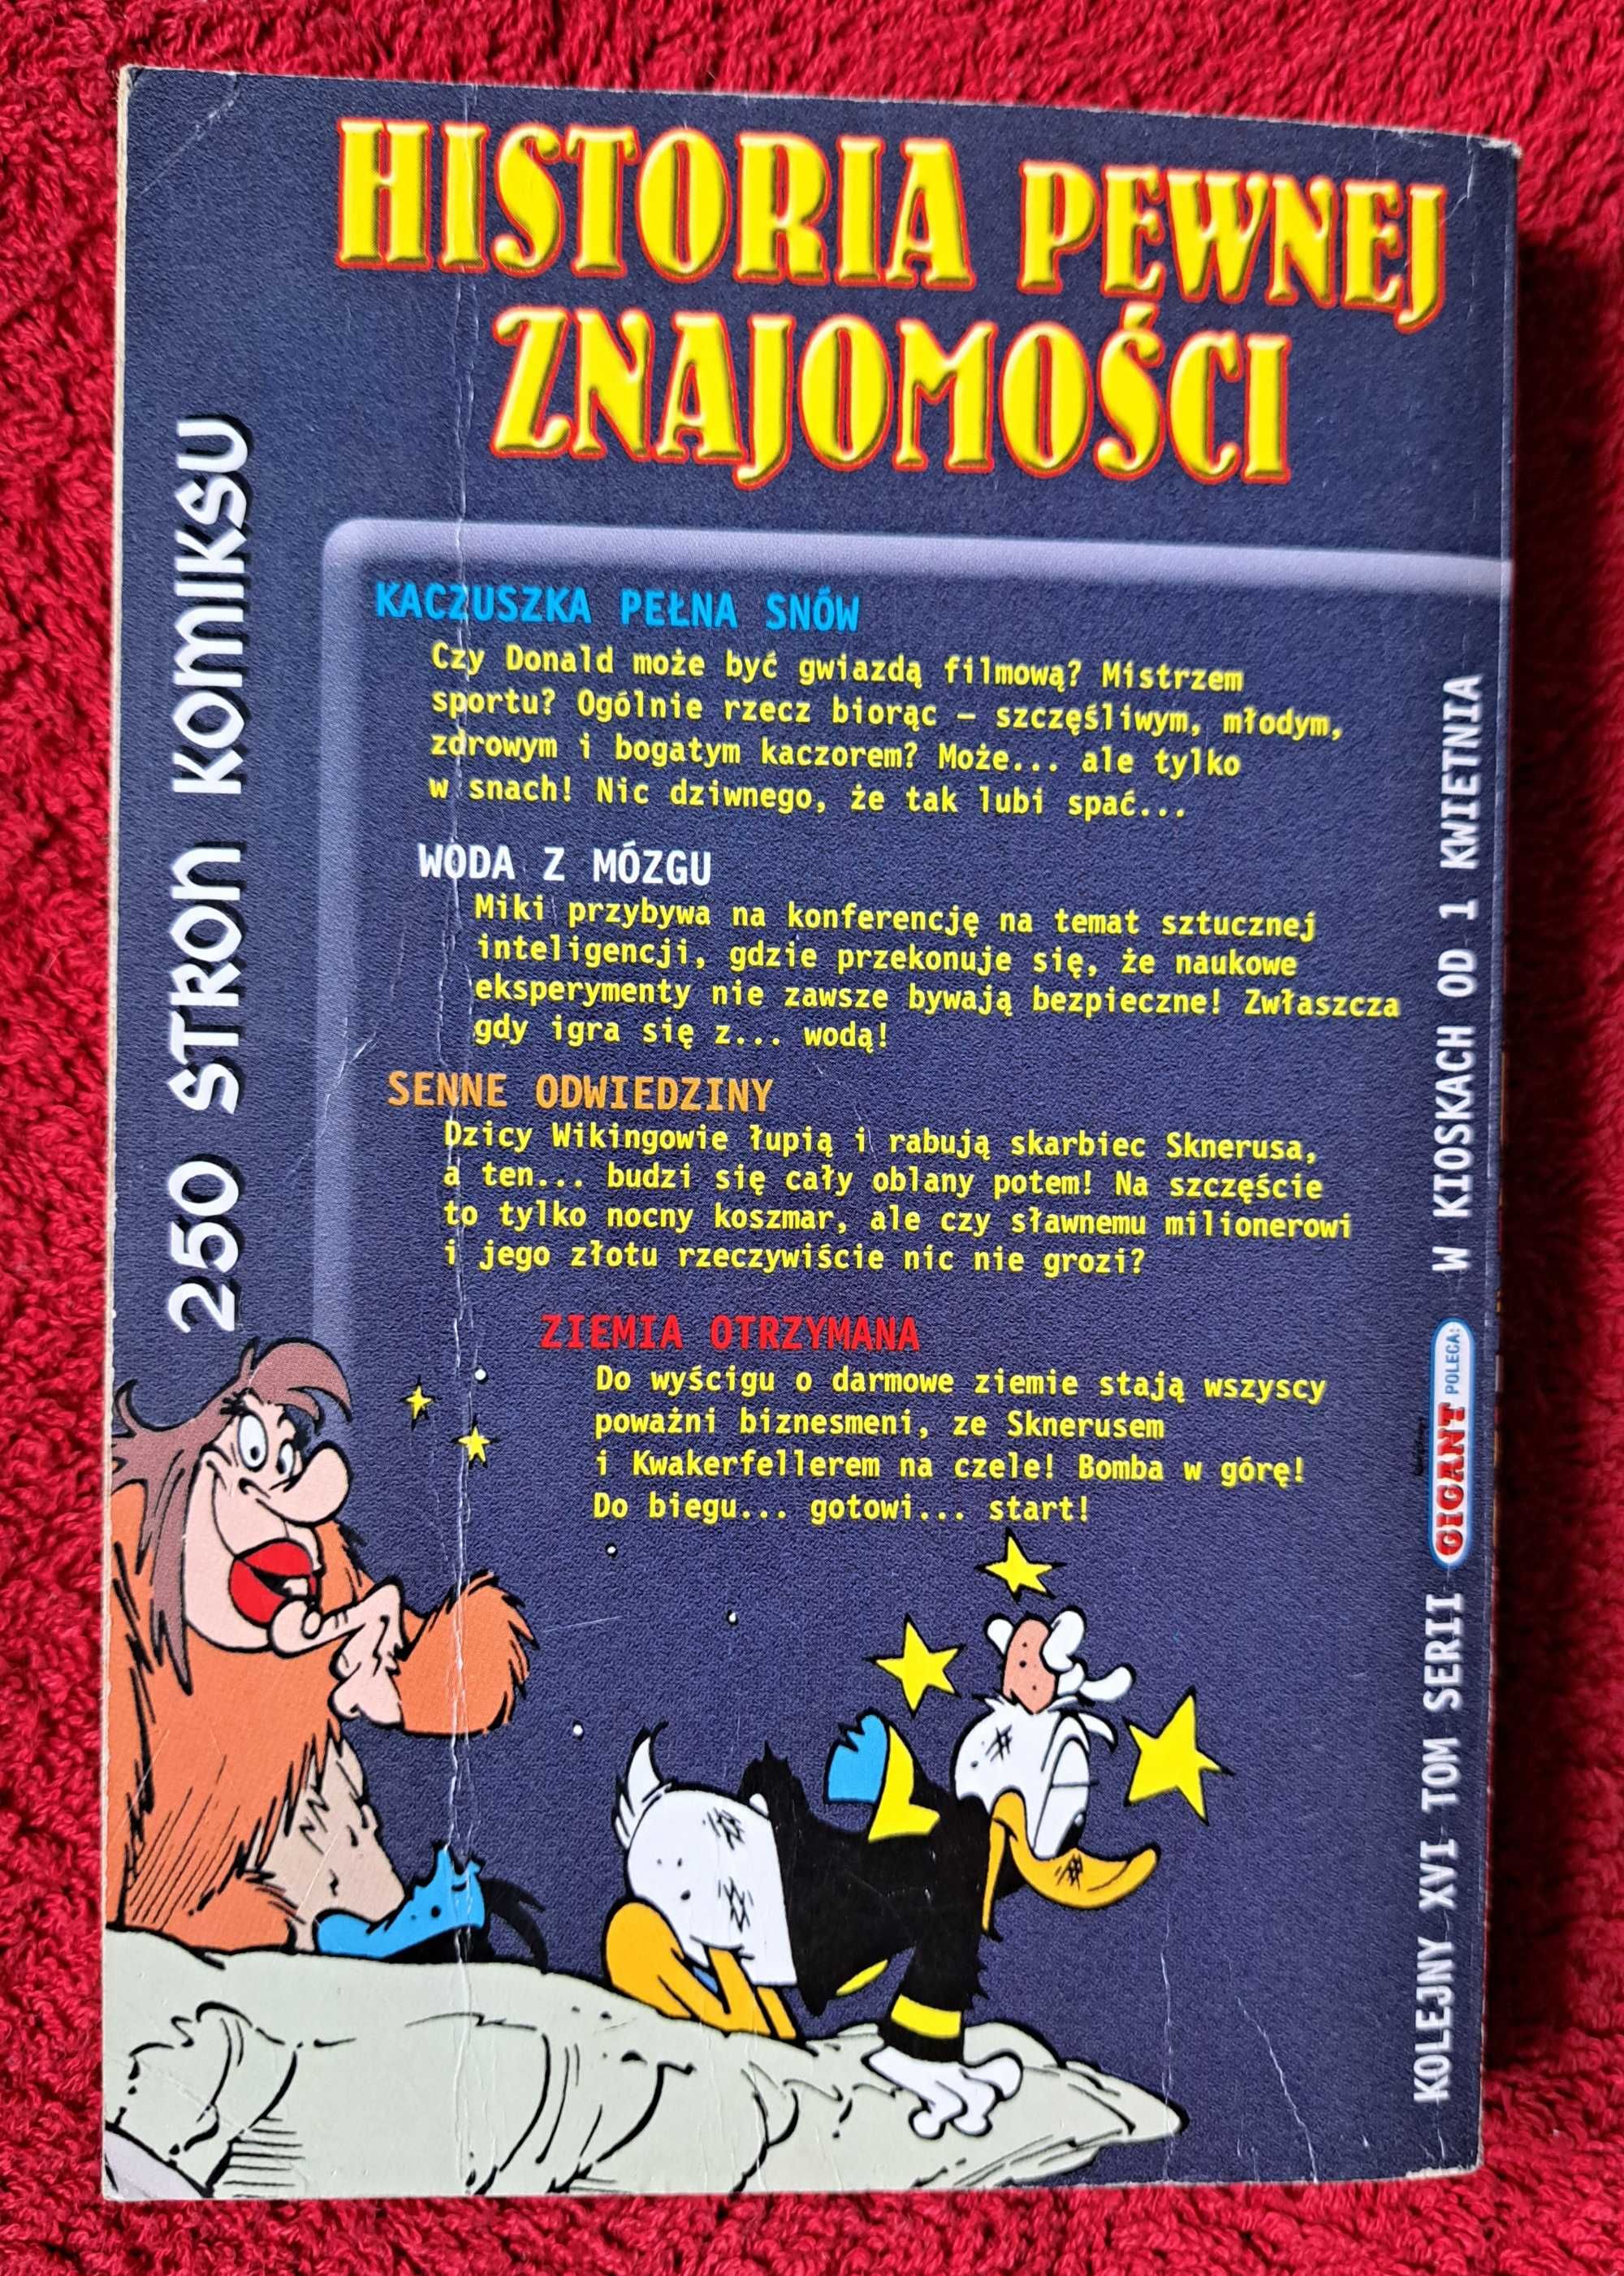 HISTORIA PEWNEJ
ZNAJOMOŚCI
250 STRON KOMIKSU
KACZUSZKA PEŁNA SNÓW
Czy Donald może być gwiazdą filmową? Mistrzem
sportu? Ogólnie rzecz biorąc – szczęśliwym, młodym,
zdrowym i bogatym kaczorem? Może... ale tylko
w snach! Nic dziwnego, że tak lubi spać...
WODA Z MÓZGU
Miki przybywa na konferencję na temat sztucznej
inteligencji, gdzie przekonuje się, że naukowe
eksperymenty nie zawsze bywają bezpieczne! Zwłaszcza
gdy igra się z... wodą!
SENNE ODWIEDZINY
Dzicy Wikingowie łupią i rabują skarbiec Sknerusa,
a ten... budzi się cały oblany potem! Na szczęście
to tylko nocny koszmar, ale czy sławnemu milionerowi
i jego złotu rzeczywiście nic nie grozi?
ZIEMIA OTRZYMANA
Do wyścigu o darmowe ziemie stają wszyscy
poważni biznesmeni, ze Sknerusem
i Kwakerfellerem na czele! Bomba w górę!
Do biegu... gotowi... start!
KOLEJNY XVI TOM SERII GIGANT POLECA: W KIOSKACH OD 1 KWIETNIA